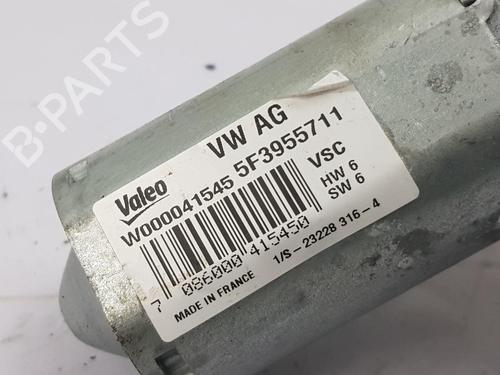 B-PARTS
VW AG
Valeo
W000041545 5F3955711
VSC
HW 6
SW 6
7 086000 415450
1/S-23228 316-4
MADE IN FRANCE